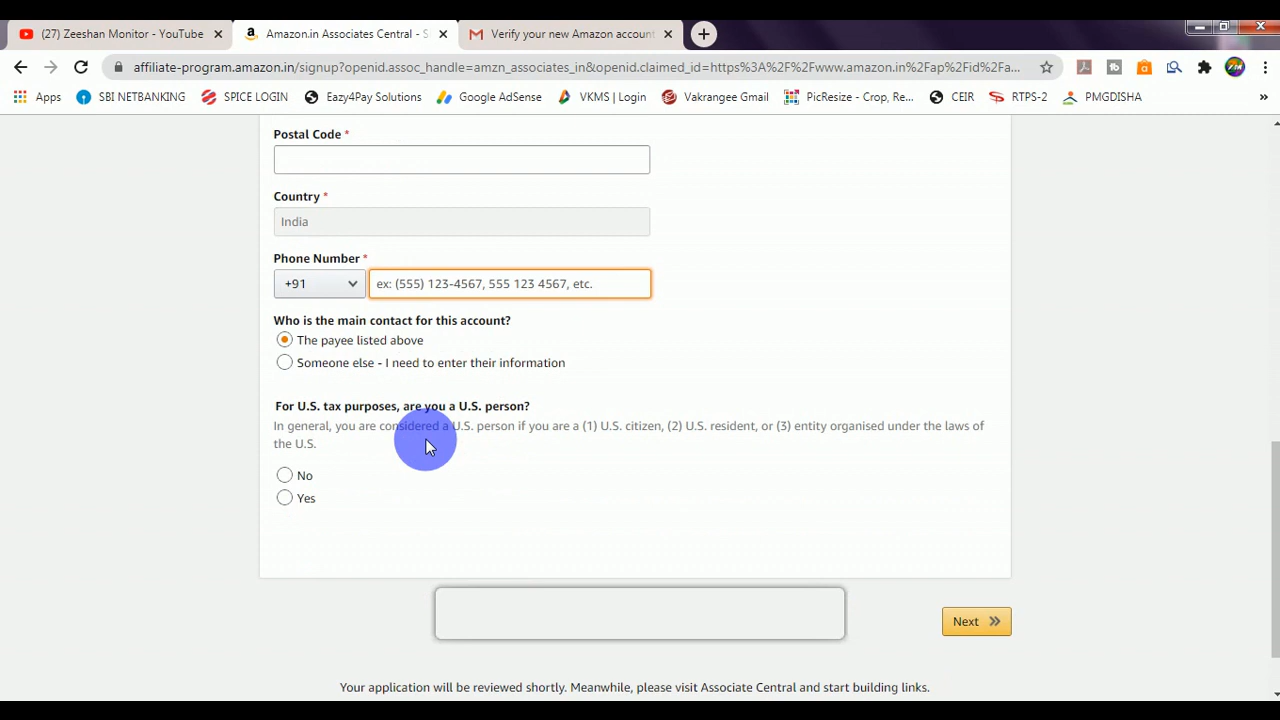 (27) Zeeshan Monitor - YouTube
Amazon.in Associates Central - S
Verify your new Amazon account
affiliate-program.amazon.in/signup?openid.assoc_handle=amzn_associates_in&openid.claimed_id=https%3A%2F%2Fwww.amazon.in%2Fap%2Fid%2Fa...
Apps
SBI NETBANKING
SPICE LOGIN
Eazy4Pay Solutions
Google AdSense
VKMS | Login
Vakrangee Gmail
PicResize - Crop, Re...
CEIR
RTPS-2
PMGDISHA
»
Postal Code *
Country *
India
Phone Number *
+91
ex: (555) 123-4567, 555 123 4567, etc.
Who is the main contact for this account?
The payee listed above
Someone else - I need to enter their information
For U.S. tax purposes, are you a U.S. person?
In general, you are considered a U.S. person if you are a (1) U.S. citizen, (2) U.S. resident, or (3) entity organised under the laws of
the U.S.
No
Yes
Next »
Your application will be reviewed shortly. Meanwhile, please visit Associate Central and start building links.